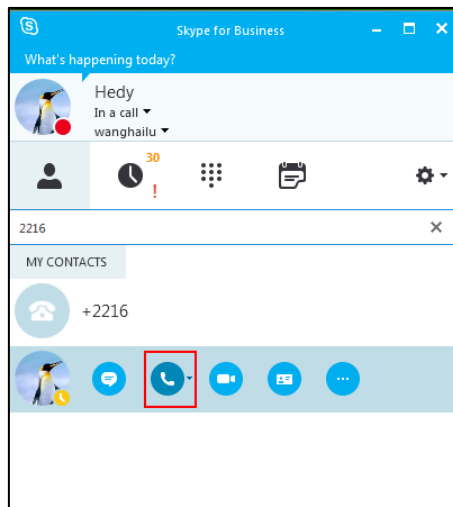 Skype for Business
What's happening today?
Hedy
In a call
wanghailu
30
!
2216
MY CONTACTS
+2216